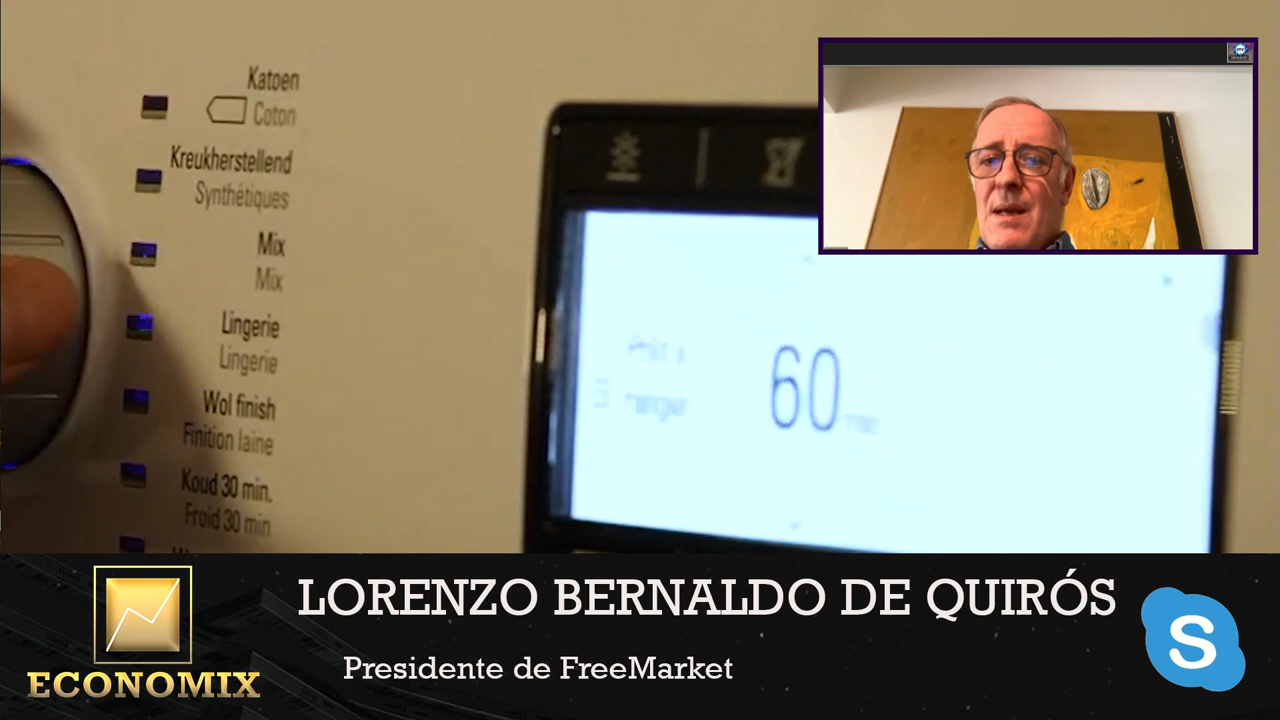 Katoen
Coton
Kreukherstellend
Synthétiques
Mix
Mix
Lingerie
Lingerie
Wol finish
Finition laine
Koud 30 min.
Froid 30 min
60
LORENZO BERNALDO DE QUIRÓS
Presidente de FreeMarket
ECONOMIX
S